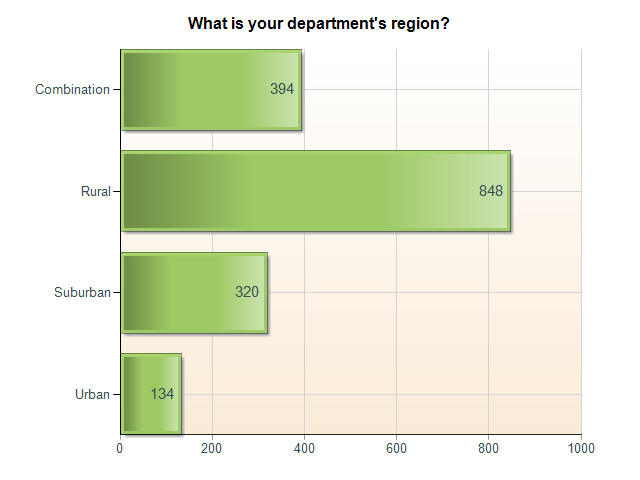 What is your department's region?
Combination
394
Rural
848
Suburban
320
Urban
134
0 200 400 600 800 1000